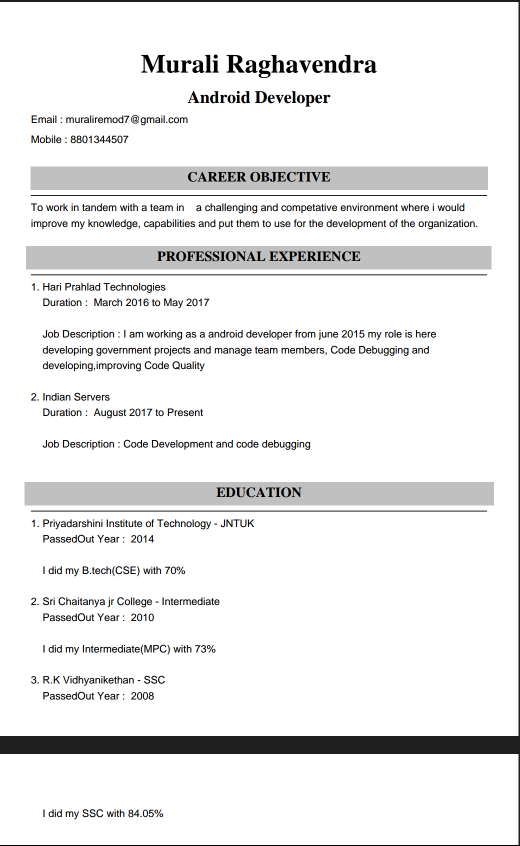 Murali Raghavendra
Android Developer
Email : muraliremod7@gmail.com
Mobile : 8801344507
CAREER OBJECTIVE
To work in tandem with a team in a challenging and competative environment where i would
improve my knowledge, capabilities and put them to use for the development of the organization.
PROFESSIONAL EXPERIENCE
1. Hari Prahlad Technologies
Duration : March 2016 to May 2017
Job Description : I am working as a android developer from june 2015 my role is here
developing government projects and manage team members, Code Debugging and
developing,improving Code Quality
2. Indian Servers
Duration : August 2017 to Present
Job Description : Code Development and code debugging
EDUCATION
1. Priyadarshini Institute of Technology - JNTUK
PassedOut Year : 2014
I did my B.tech(CSE) with 70%
2. Sri Chaitanya jr College - Intermediate
PassedOut Year : 2010
I did my Intermediate(MPC) with 73%
3. R.K Vidhyanikethan - SSC
PassedOut Year : 2008
I did my SSC with 84.05%